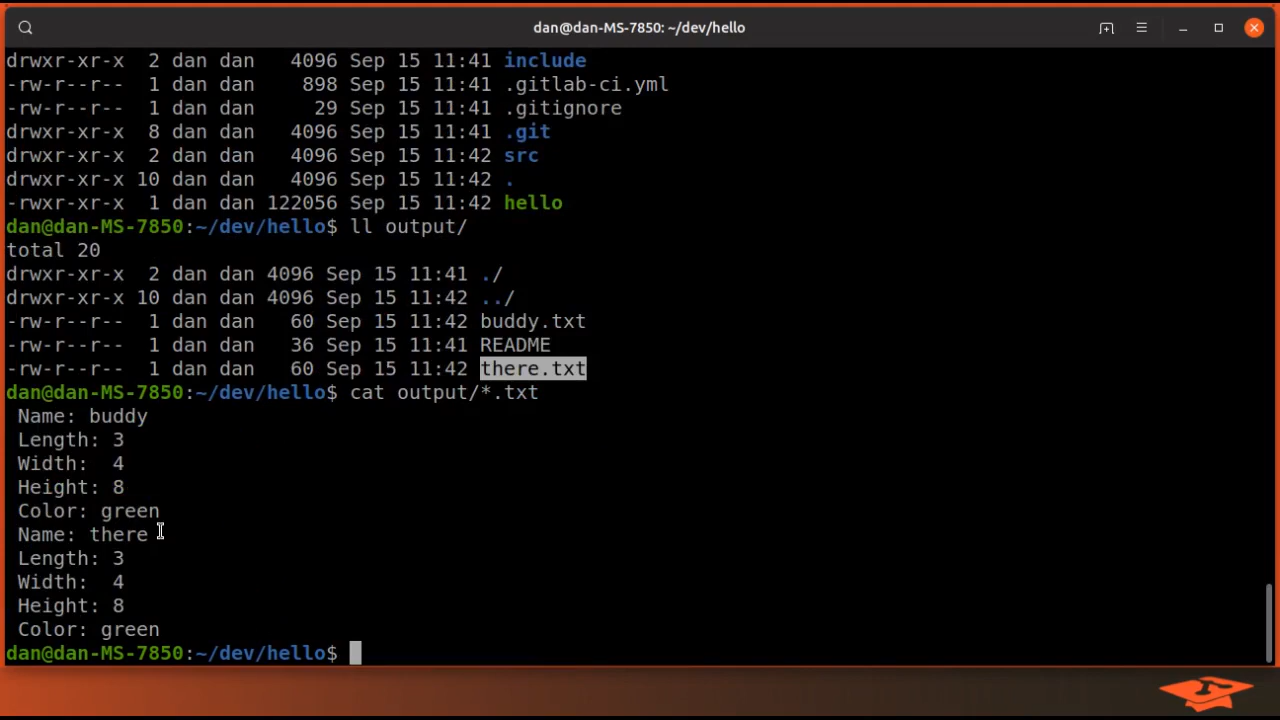 dan@dan-MS-7850: ~/dev/hello
drwxr-xr-x  2 dan dan   4096 Sep 15 11:41 include
-rw-r--r--  1 dan dan    898 Sep 15 11:41 .gitlab-ci.yml
-rw-r--r--  1 dan dan     29 Sep 15 11:41 .gitignore
drwxr-xr-x  8 dan dan   4096 Sep 15 11:41 .git
drwxr-xr-x  2 dan dan   4096 Sep 15 11:42 src
drwxr-xr-x 10 dan dan   4096 Sep 15 11:42 .
-rwxr-xr-x  1 dan dan 122056 Sep 15 11:42 hello
dan@dan-MS-7850:~/dev/hello$ ll output/
total 20
drwxr-xr-x  2 dan dan 4096 Sep 15 11:41 ./
drwxr-xr-x 10 dan dan 4096 Sep 15 11:42 ../
-rw-r--r--  1 dan dan   60 Sep 15 11:42 buddy.txt
-rw-r--r--  1 dan dan   36 Sep 15 11:41 README
-rw-r--r--  1 dan dan   60 Sep 15 11:42 there.txt
dan@dan-MS-7850:~/dev/hello$ cat output/*.txt
 Name: buddy
 Length: 3
 Width:  4
 Height: 8
 Color: green
 Name: there
 Length: 3
 Width:  4
 Height: 8
 Color: green
dan@dan-MS-7850:~/dev/hello$